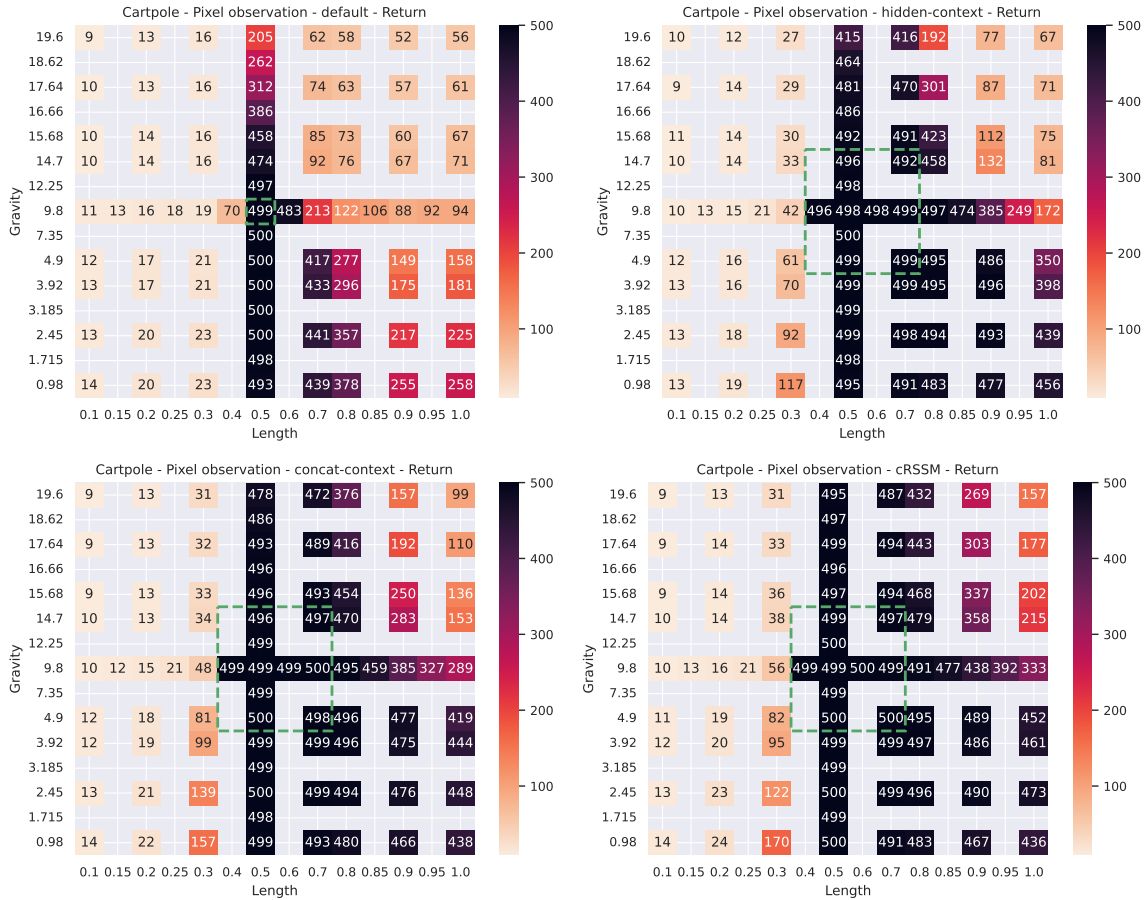 Cartpole - Pixel observation - default - Return
19.6 9 13 16 205 62 58 52 56
18.62 262
17.64 10 13 16 312 74 63 57 61
16.66 386
15.68 10 14 16 458 85 73 60 67
14.7 10 14 16 474 92 76 67 71
12.25 497
9.8 11 13 16 18 19 70 499 483 213 122 106 88 92 94
7.35 500
4.9 12 17 21 500 417 277 149 158
3.92 13 17 21 500 433 296 175 181
3.185 500
2.45 13 20 23 500 441 357 217 225
1.715 498
0.98 14 20 23 493 439 378 255 258
0.1 0.15 0.2 0.25 0.3 0.4 0.5 0.6 0.7 0.8 0.85 0.9 0.95 1.0
Length
Gravity
500
400
300
200
100
Cartpole - Pixel observation - hidden-context - Return
19.6 10 12 27 415 416 192 77 67
18.62 464
17.64 9 14 29 481 470 301 87 71
16.66 486
15.68 11 14 30 492 491 423 112 75
14.7 10 14 33 496 492 458 132 81
12.25 498
9.8 10 13 15 21 42 496 498 498 499 497 474 385 249 172
7.35 500
4.9 12 16 61 499 499 495 486 350
3.92 13 16 70 499 499 495 496 398
3.185 499
2.45 13 18 92 499 498 494 493 439
1.715 498
0.98 13 19 117 495 491 483 477 456
0.1 0.15 0.2 0.25 0.3 0.4 0.5 0.6 0.7 0.8 0.85 0.9 0.95 1.0
Length
Gravity
500
400
300
200
100
Cartpole - Pixel observation - concat-context - Return
19.6 9 13 31 478 472 376 157 99
18.62 486
17.64 9 13 32 493 489 416 192 110
16.66 496
15.68 9 13 33 496 493 454 250 136
14.7 10 13 34 496 497 470 283 153
12.25 499
9.8 10 12 15 21 48 499 499 499 500 495 459 385 327 289
7.35 499
4.9 12 18 81 500 498 496 477 419
3.92 12 19 99 499 499 496 475 444
3.185 499
2.45 13 21 139 500 499 494 476 448
1.715 498
0.98 14 22 157 499 493 480 466 438
0.1 0.15 0.2 0.25 0.3 0.4 0.5 0.6 0.7 0.8 0.85 0.9 0.95 1.0
Length
Gravity
500
400
300
200
100
Cartpole - Pixel observation - cRSSM - Return
19.6 9 13 31 495 487 432 269 157
18.62 497
17.64 9 14 33 499 494 443 303 177
16.66 499
15.68 9 14 36 497 494 468 337 202
14.7 9 14 38 499 497 479 358 215
12.25 500
9.8 10 13 16 21 56 499 499 500 499 491 477 438 392 333
7.35 499
4.9 11 19 82 500 500 495 489 452
3.92 12 20 95 499 499 497 486 461
3.185 499
2.45 13 23 122 500 499 496 490 473
1.715 499
0.98 14 24 170 500 491 483 467 436
0.1 0.15 0.2 0.25 0.3 0.4 0.5 0.6 0.7 0.8 0.85 0.9 0.95 1.0
Length
Gravity
500
400
300
200
100